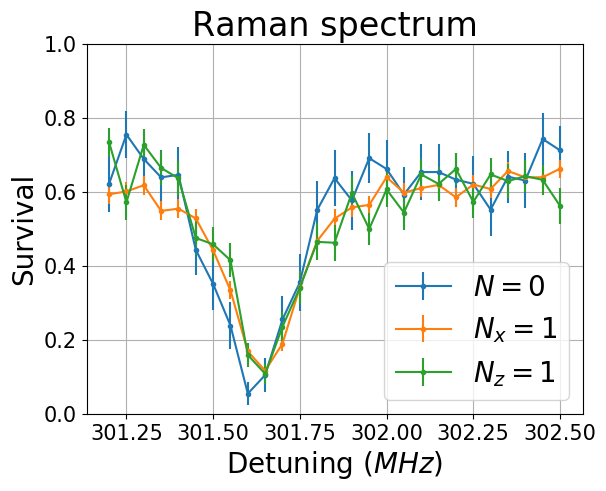 Raman spectrum
Survival
1.0
0.8
0.6
0.4
0.2
0.0
N = 0
Nₓ = 1
N_z = 1
301.25 301.50 301.75 302.00 302.25 302.50
Detuning (MHz)